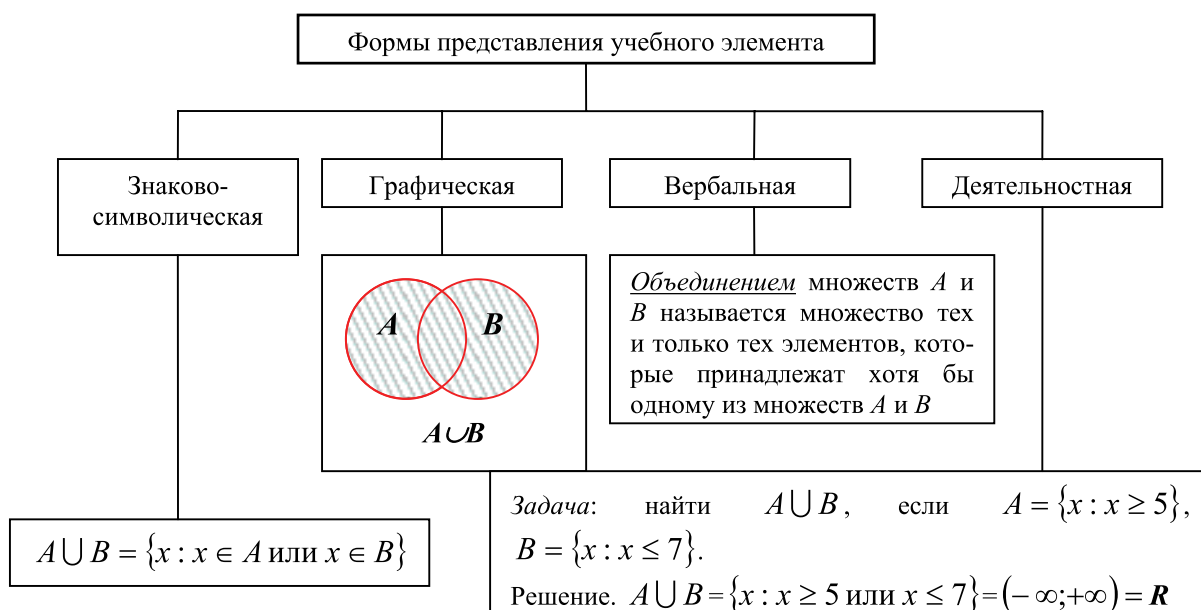 Формы представления учебного элемента
Знаково-
символическая
Графическая
Вербальная
Деятельностная
A
B
A∪B
Объединением множеств A и
B называется множество тех
и только тех элементов, кото-
рые принадлежат хотя бы
одному из множеств A и B
A ∪ B = {x : x ∈ A или x ∈ B}
Задача: найти A ∪ B, если A = {x : x ≥ 5},
B = {x : x ≤ 7}.
Решение. A ∪ B = {x : x ≥ 5 или x ≤ 7} = (− ∞;+∞) = R